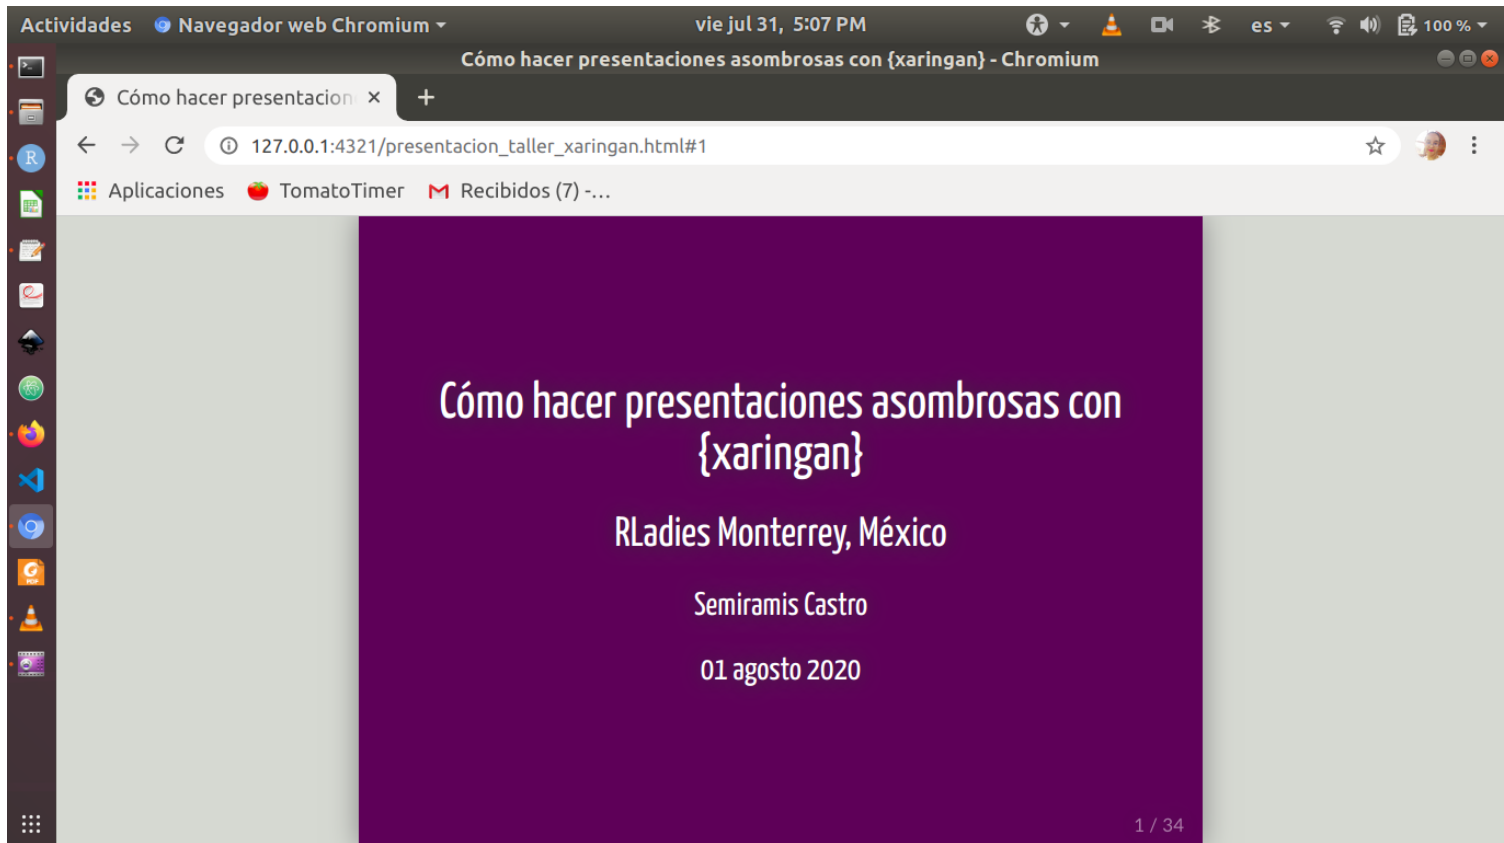 Actividades Navegador web Chromium vie jul 31, 5:07 PM es 100 %
Cómo hacer presentaciones asombrosas con {xaringan} - Chromium
Cómo hacer presentacion
127.0.0.1:4321/presentacion_taller_xaringan.html#1
Aplicaciones TomatoTimer Recibidos (7) -...
Cómo hacer presentaciones asombrosas con
{xaringan}
RLadies Monterrey, México
Semiramis Castro
01 agosto 2020
1 / 34